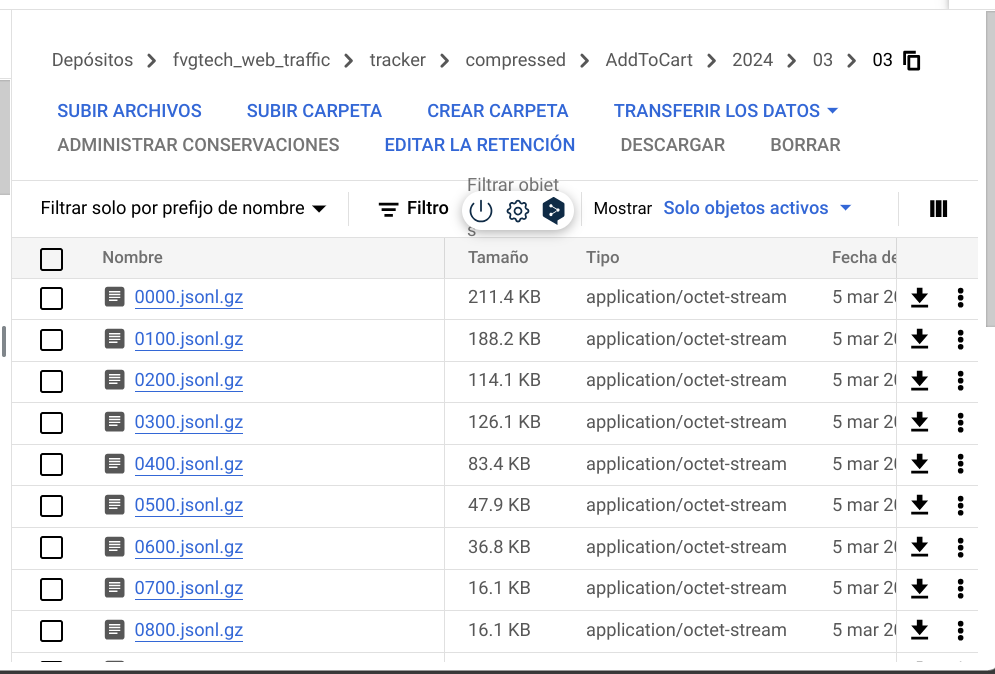 Depósitos > fvgtech_web_traffic > tracker > compressed > AddToCart > 2024 > 03 > 03
SUBIR ARCHIVOS SUBIR CARPETA CREAR CARPETA TRANSFERIR LOS DATOS
ADMINISTRAR CONSERVACIONES EDITAR LA RETENCIÓN DESCARGAR BORRAR
Filtrar solo por prefijo de nombre Filtro Filtrar objet s Mostrar Solo objetos activos
Nombre Tamaño Tipo Fecha de
0000.jsonl.gz 211.4 KB application/octet-stream 5 mar 20
0100.jsonl.gz 188.2 KB application/octet-stream 5 mar 20
0200.jsonl.gz 114.1 KB application/octet-stream 5 mar 20
0300.jsonl.gz 126.1 KB application/octet-stream 5 mar 20
0400.jsonl.gz 83.4 KB application/octet-stream 5 mar 20
0500.jsonl.gz 47.9 KB application/octet-stream 5 mar 20
0600.jsonl.gz 36.8 KB application/octet-stream 5 mar 20
0700.jsonl.gz 16.1 KB application/octet-stream 5 mar 20
0800.jsonl.gz 16.1 KB application/octet-stream 5 mar 20